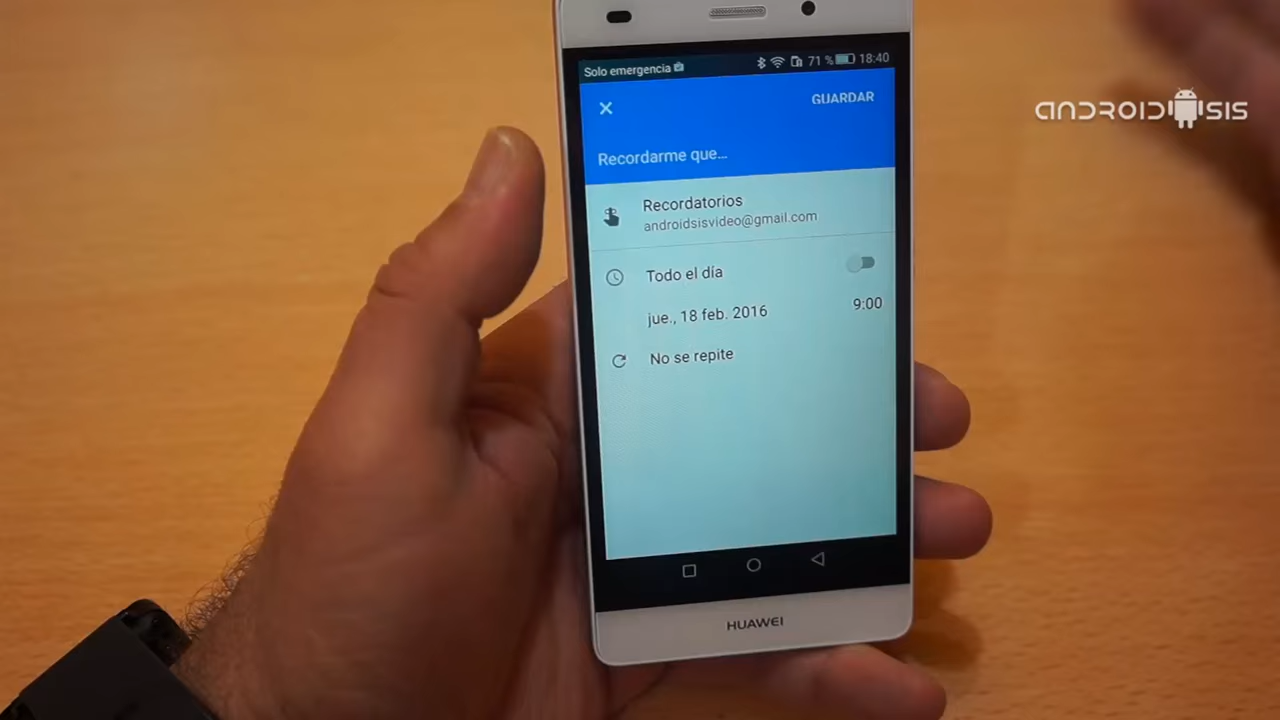 Solo emergencia
71 % 18:40
GUARDAR
ANDROIDSIS
Recordarme que...
Recordatorios
androidsisvideo@gmail.com
Todo el día
jue., 18 feb. 2016 9:00
No se repite
HUAWEI